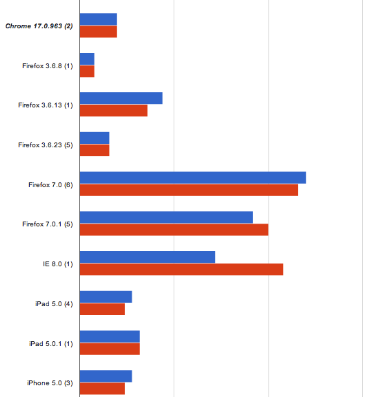 Chrome 17.0.963 (2)
Firefox 3.6.8 (1)
Firefox 3.6.13 (1)
Firefox 3.6.23 (5)
Firefox 7.0 (6)
Firefox 7.0.1 (5)
IE 8.0 (1)
iPad 5.0 (4)
iPad 5.0.1 (1)
iPhone 5.0 (3)